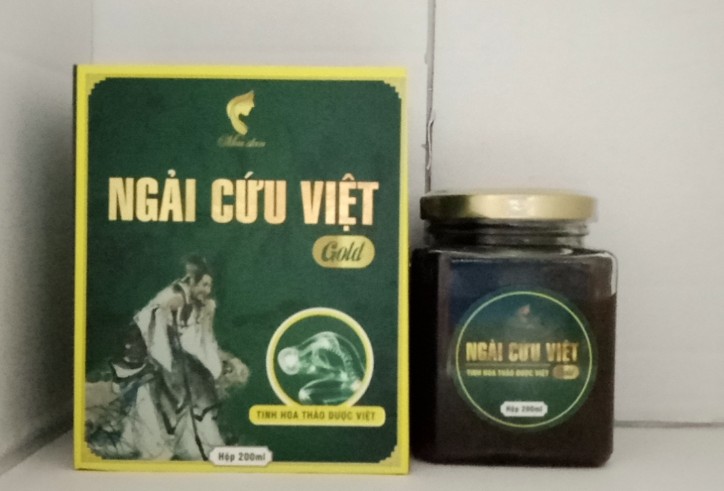 NGẢI CỨU VIỆT
Gold
TINH HOA THẢO DƯỢC VIỆT
Hộp 200ml
NGẢI CỨU VIỆT
TINH HOA THẢO DƯỢC VIỆT
Hộp 200ml